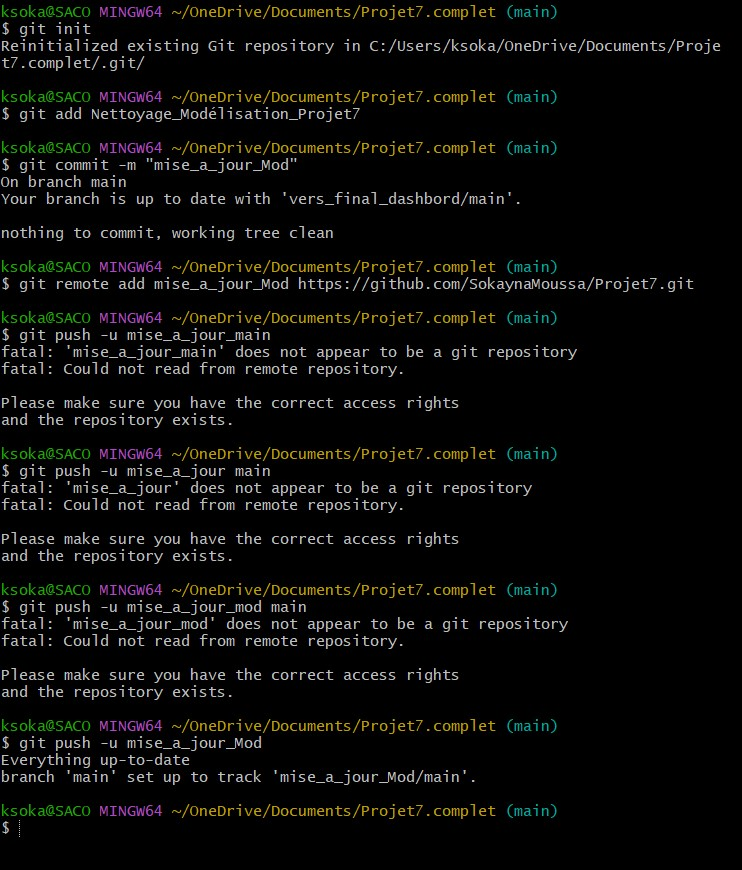 ksoka@SACO MINGW64 ~/OneDrive/Documents/Projet7.complet (main)
$ git init
Reinitialized existing Git repository in C:/Users/ksoka/OneDrive/Documents/Proje
t7.complet/.git/
ksoka@SACO MINGW64 ~/OneDrive/Documents/Projet7.complet (main)
$ git add Nettoyage_Modélisation_Projet7
ksoka@SACO MINGW64 ~/OneDrive/Documents/Projet7.complet (main)
$ git commit -m "mise_a_jour_Mod"
On branch main
Your branch is up to date with 'vers_final_dashbord/main'.
nothing to commit, working tree clean
ksoka@SACO MINGW64 ~/OneDrive/Documents/Projet7.complet (main)
$ git remote add mise_a_jour_Mod https://github.com/SokaynaMoussa/Projet7.git
ksoka@SACO MINGW64 ~/OneDrive/Documents/Projet7.complet (main)
$ git push -u mise_a_jour_main
fatal: 'mise_a_jour_main' does not appear to be a git repository
fatal: Could not read from remote repository.
Please make sure you have the correct access rights
and the repository exists.
ksoka@SACO MINGW64 ~/OneDrive/Documents/Projet7.complet (main)
$ git push -u mise_a_jour main
fatal: 'mise_a_jour' does not appear to be a git repository
fatal: Could not read from remote repository.
Please make sure you have the correct access rights
and the repository exists.
ksoka@SACO MINGW64 ~/OneDrive/Documents/Projet7.complet (main)
$ git push -u mise_a_jour_mod main
fatal: 'mise_a_jour_mod' does not appear to be a git repository
fatal: Could not read from remote repository.
Please make sure you have the correct access rights
and the repository exists.
ksoka@SACO MINGW64 ~/OneDrive/Documents/Projet7.complet (main)
$ git push -u mise_a_jour_Mod
Everything up-to-date
branch 'main' set up to track 'mise_a_jour_Mod/main'.
ksoka@SACO MINGW64 ~/OneDrive/Documents/Projet7.complet (main)
$